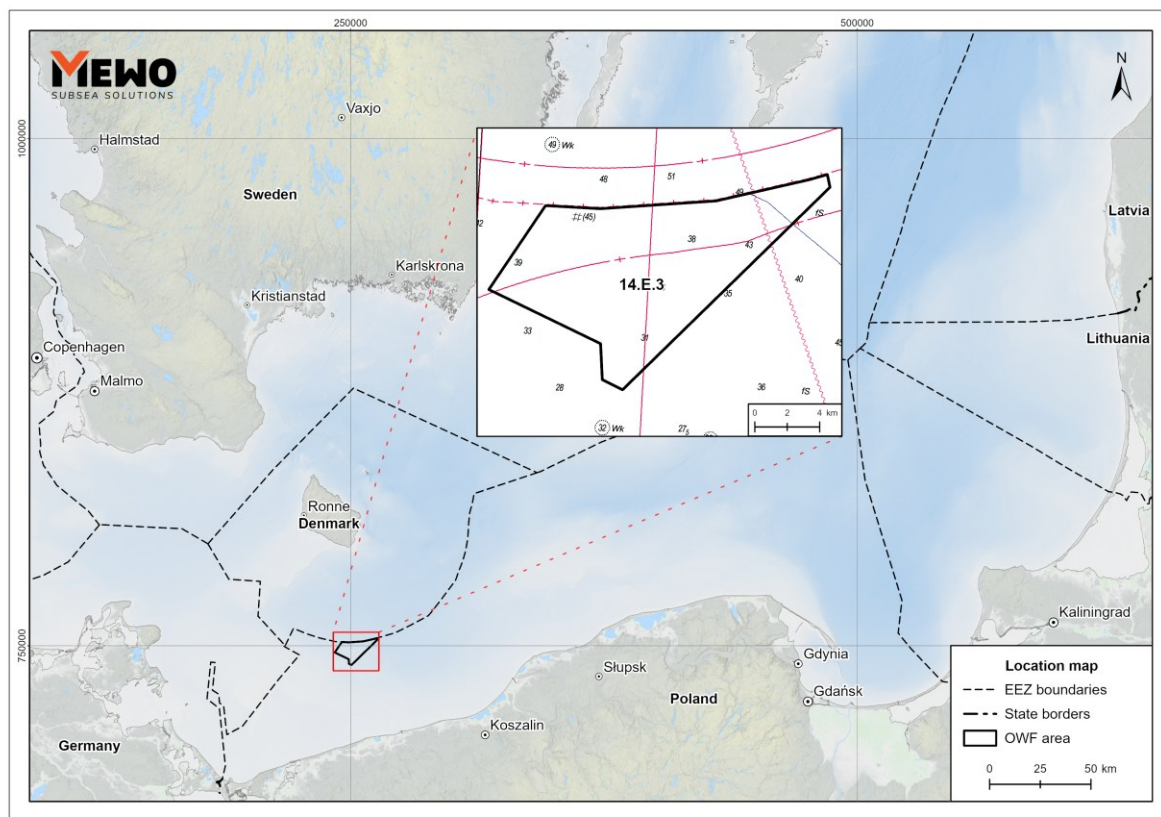 250000
500000
MEWO
SUBSEA SOLUTIONS
N
Vaxjo
1000000
Halmstad
49 Wk
48
51
Sweden
49
Latvia
42
#(45)
fS
38
43
Karlskrona
39
40
14.E.3
Kristianstad
35
33
31
45
Lithuania
Copenhagen
Malmo
28
36
fS
0 2 4 km
32 Wk
27₅
Ronne
Denmark
Kaliningrad
750000
Gdynia
Słupsk
Location map
Poland
Gdańsk
EEZ boundaries
State borders
Koszalin
OWF area
Germany
0 25 50 km